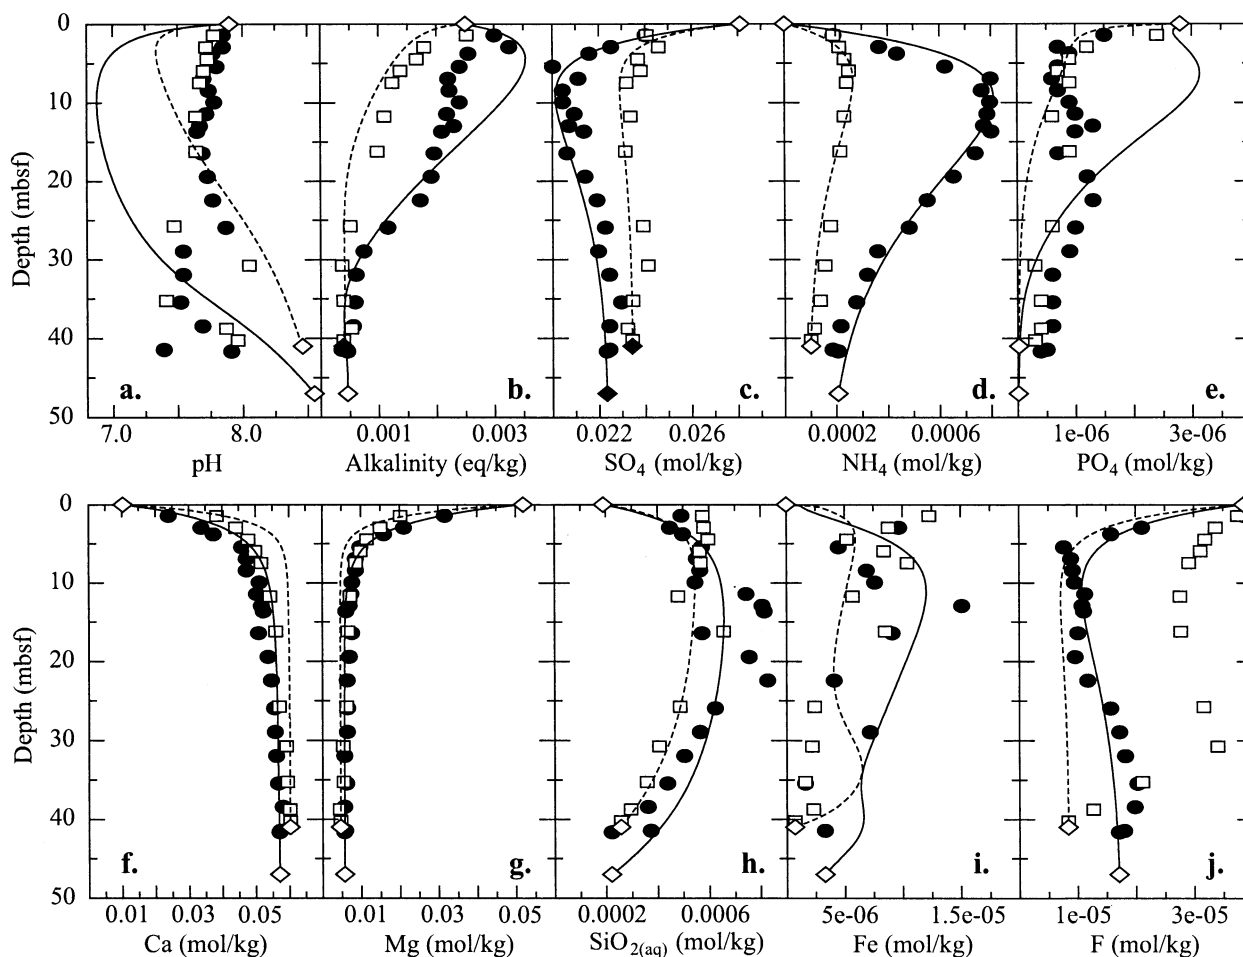 0
10
20
30
40
50
Depth (mbsf)
a.
b.
c.
d.
e.
7.0 8.0
0.001 0.003
0.022 0.026
0.0002 0.0006
1e-06 3e-06
pH
Alkalinity (eq/kg)
SO4 (mol/kg)
NH4 (mol/kg)
PO4 (mol/kg)
0
10
20
30
40
50
Depth (mbsf)
f.
g.
h.
i.
j.
0.01 0.03 0.05
0.01 0.03 0.05
0.0002 0.0006
5e-06 1.5e-05
1e-05 3e-05
Ca (mol/kg)
Mg (mol/kg)
SiO2(aq) (mol/kg)
Fe (mol/kg)
F (mol/kg)